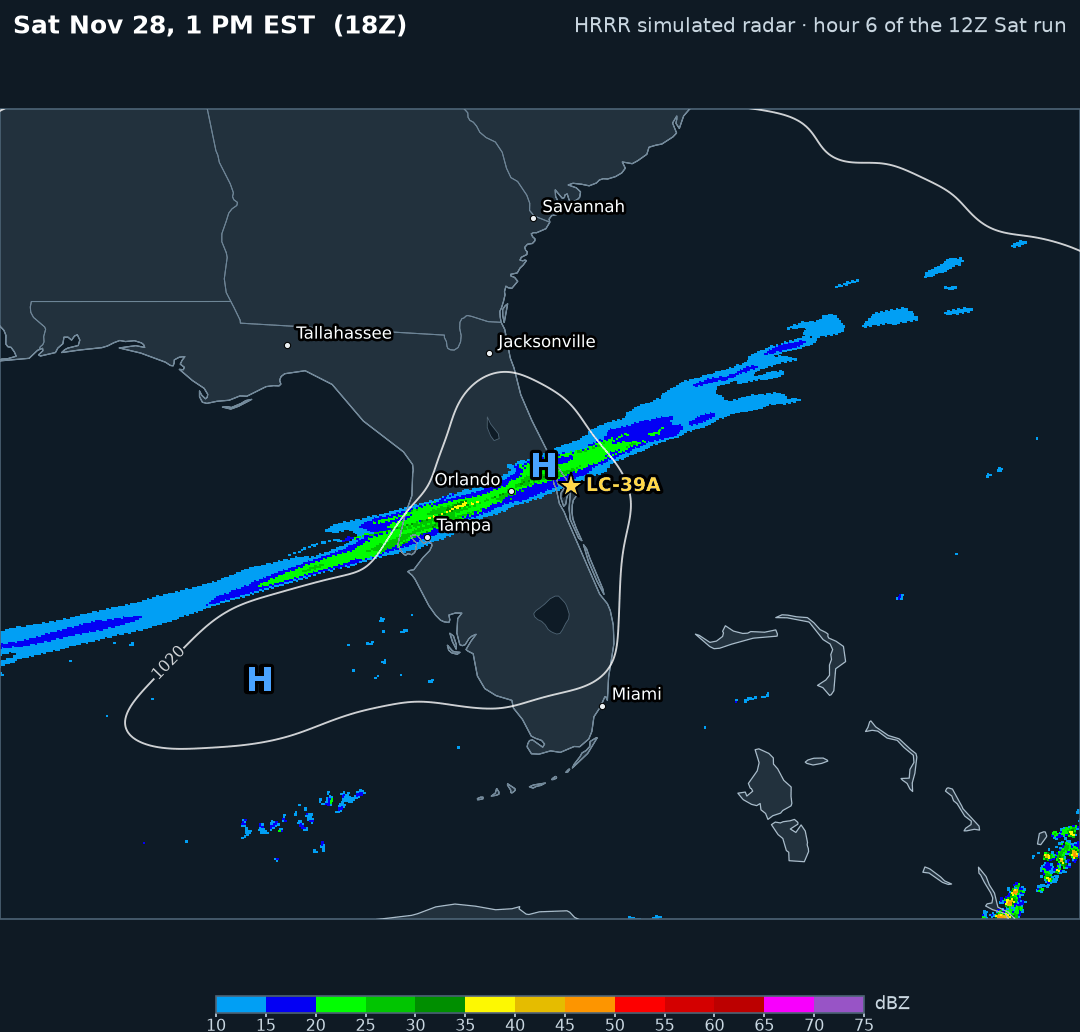 Sat Nov 28, 1 PM EST (18Z)
HRRR simulated radar · hour 6 of the 12Z Sat run
Savannah
Tallahassee
Jacksonville
H
Orlando
LC-39A
Tampa
1020
H
Miami
dBZ
10 15 20 25 30 35 40 45 50 55 60 65 70 75